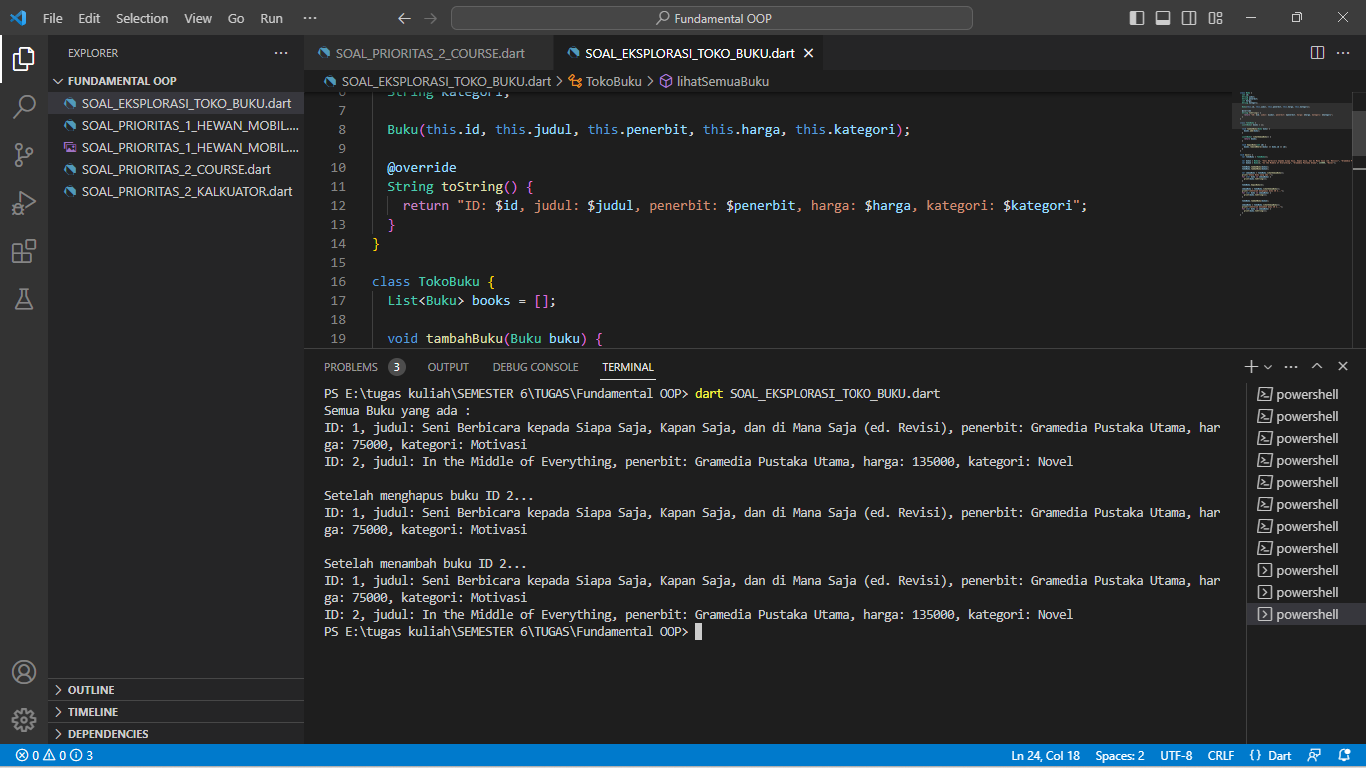 File Edit Selection View Go Run ··· Fundamental OOP
EXPLORER ···
FUNDAMENTAL OOP
SOAL_EKSPLORASI_TOKO_BUKU.dart
SOAL_PRIORITAS_1_HEWAN_MOBIL...
SOAL_PRIORITAS_1_HEWAN_MOBIL...
SOAL_PRIORITAS_2_COURSE.dart
SOAL_PRIORITAS_2_KALKUATOR.dart
OUTLINE
TIMELINE
DEPENDENCIES
SOAL_PRIORITAS_2_COURSE.dart SOAL_EKSPLORASI_TOKO_BUKU.dart
SOAL_EKSPLORASI_TOKO_BUKU.dart > TokoBuku > lihatSemuaBuku
6 String kategori;
7
8 Buku(this.id, this.judul, this.penerbit, this.harga, this.kategori);
9
10 @override
11 String toString() {
12 return "ID: $id, judul: $judul, penerbit: $penerbit, harga: $harga, kategori: $kategori";
13 }
14 }
15
16 class TokoBuku {
17 List<Buku> books = [];
18
19 void tambahBuku(Buku buku) {
PROBLEMS 3 OUTPUT DEBUG CONSOLE TERMINAL
PS E:\tugas kuliah\SEMESTER 6\TUGAS\Fundamental OOP> dart SOAL_EKSPLORASI_TOKO_BUKU.dart
Semua Buku yang ada :
ID: 1, judul: Seni Berbicara kepada Siapa Saja, Kapan Saja, dan di Mana Saja (ed. Revisi), penerbit: Gramedia Pustaka Utama, har
ga: 75000, kategori: Motivasi
ID: 2, judul: In the Middle of Everything, penerbit: Gramedia Pustaka Utama, harga: 135000, kategori: Novel
Setelah menghapus buku ID 2...
ID: 1, judul: Seni Berbicara kepada Siapa Saja, Kapan Saja, dan di Mana Saja (ed. Revisi), penerbit: Gramedia Pustaka Utama, har
ga: 75000, kategori: Motivasi
Setelah menambah buku ID 2...
ID: 1, judul: Seni Berbicara kepada Siapa Saja, Kapan Saja, dan di Mana Saja (ed. Revisi), penerbit: Gramedia Pustaka Utama, har
ga: 75000, kategori: Motivasi
ID: 2, judul: In the Middle of Everything, penerbit: Gramedia Pustaka Utama, harga: 135000, kategori: Novel
PS E:\tugas kuliah\SEMESTER 6\TUGAS\Fundamental OOP>
powershell
powershell
powershell
powershell
powershell
powershell
powershell
powershell
powershell
powershell
powershell
0 0 3 Ln 24, Col 18 Spaces: 2 UTF-8 CRLF {} Dart